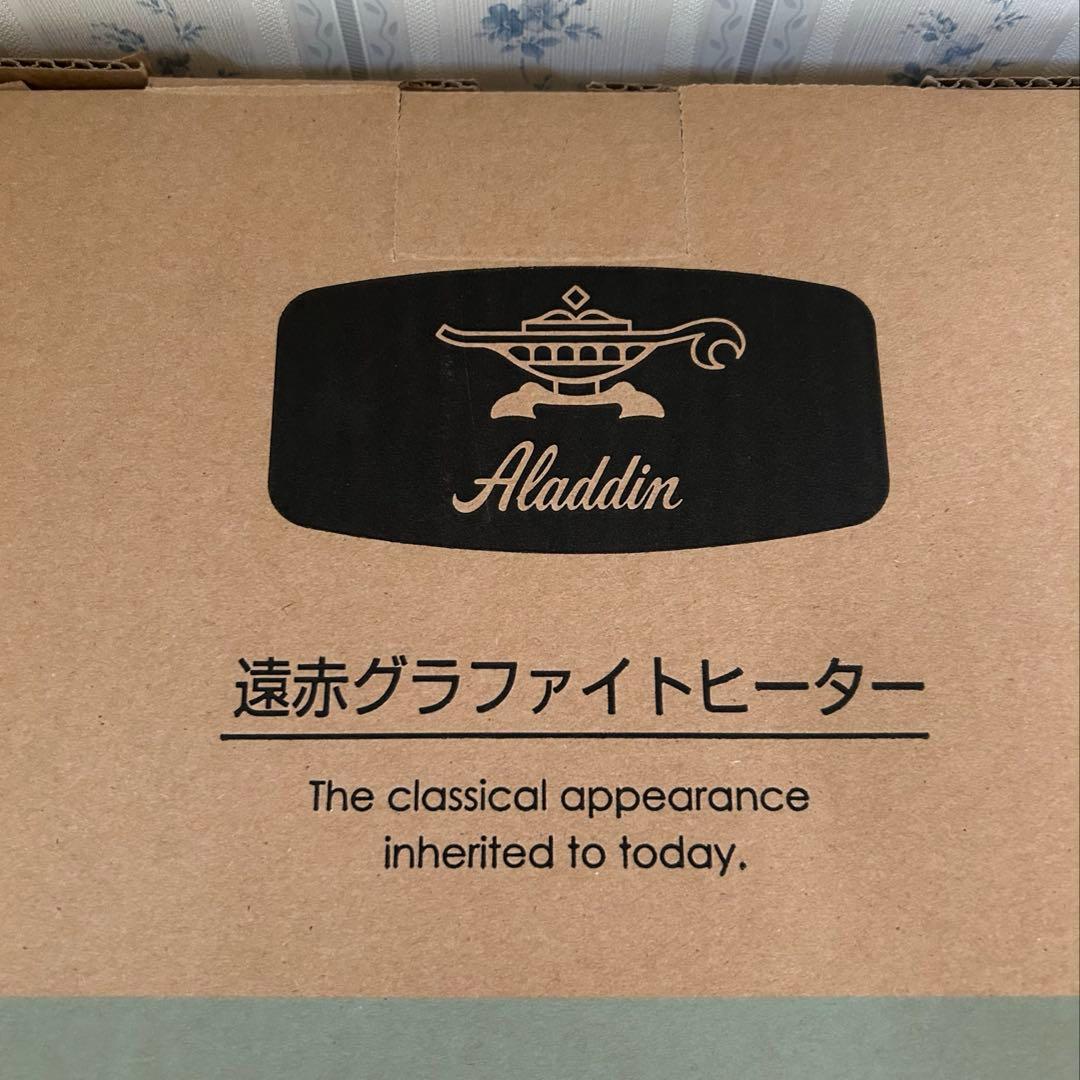 Aladdin
遠赤グラファイトヒーター
The classical appearance
inherited to today.